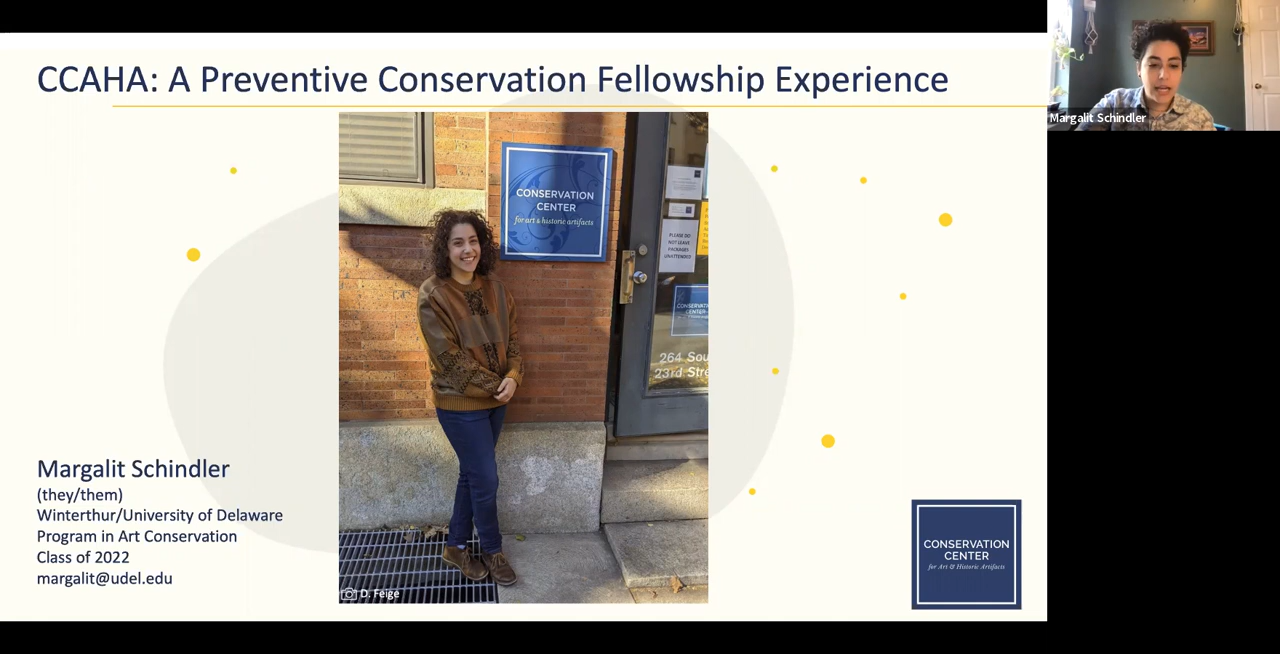 CCAHA: A Preventive Conservation Fellowship Experience
Margalit Schindler
CONSERVATION
CENTER
for art & historic artifacts
PLEASE DO
NOT LEAVE
PACKAGES
UNATTENDED
CONSERVAT
CENTER
264 Sou
23rd Stre
Margalit Schindler
(they/them)
Winterthur/University of Delaware
Program in Art Conservation
Class of 2022
margalit@udel.edu
D. Feige
CONSERVATION
CENTER
for Art & Historic Artifacts